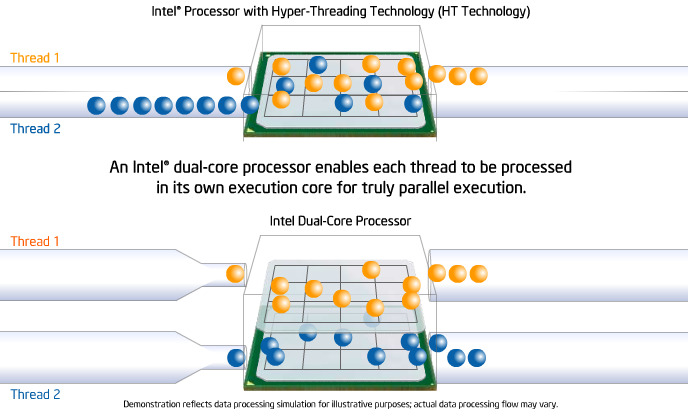 Intel® Processor with Hyper-Threading Technology (HT Technology)
Thread 1
Thread 2
An Intel® dual-core processor enables each thread to be processed
in its own execution core for truly parallel execution.
Intel Dual-Core Processor
Thread 1
Thread 2
Demonstration reflects data processing simulation for illustrative purposes; actual data processing flow may vary.